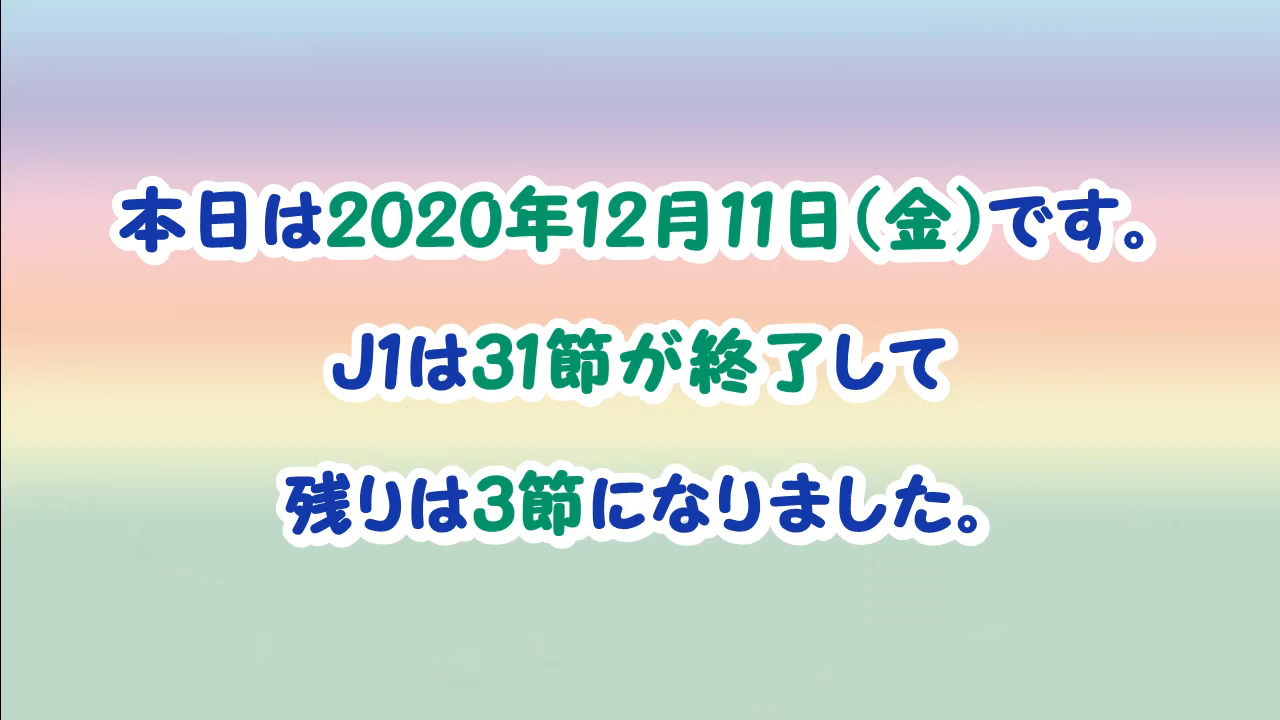 本日は2020年12月11日(金)です。
J1は31節が終了して
残りは3節になりました。